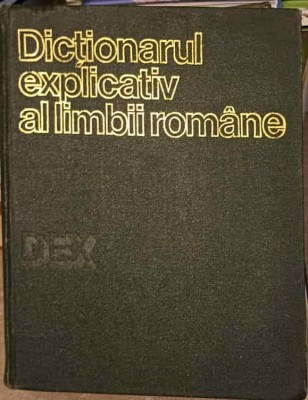 Dicționarul
explicativ
al limbii române
DEX